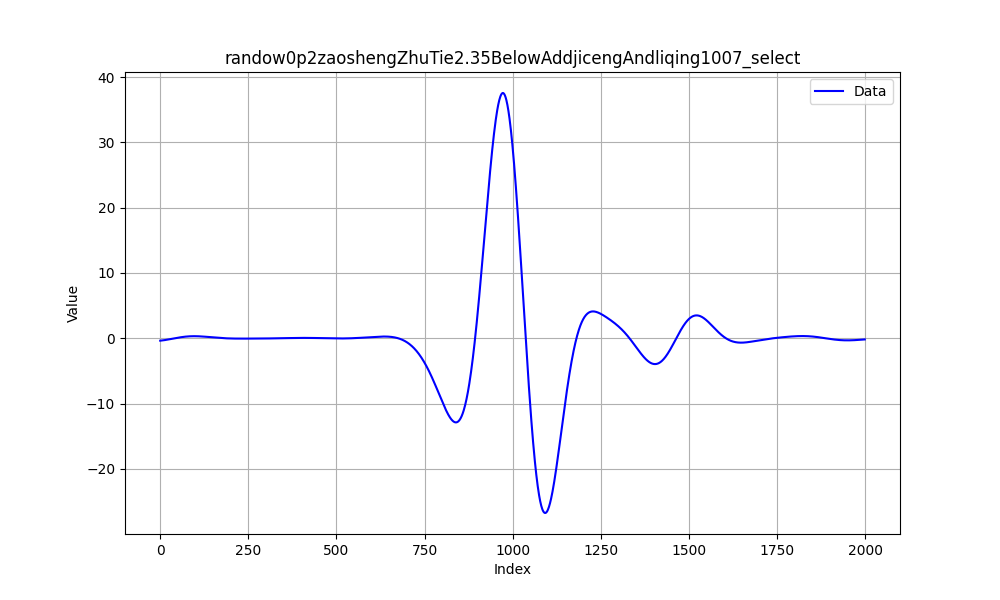 randow0p2zaoshengZhuTie2.35BelowAddjicengAndliqing1007_select
Data
40
30
20
10
0
−10
−20
Value
0 250 500 750 1000 1250 1500 1750 2000
Index